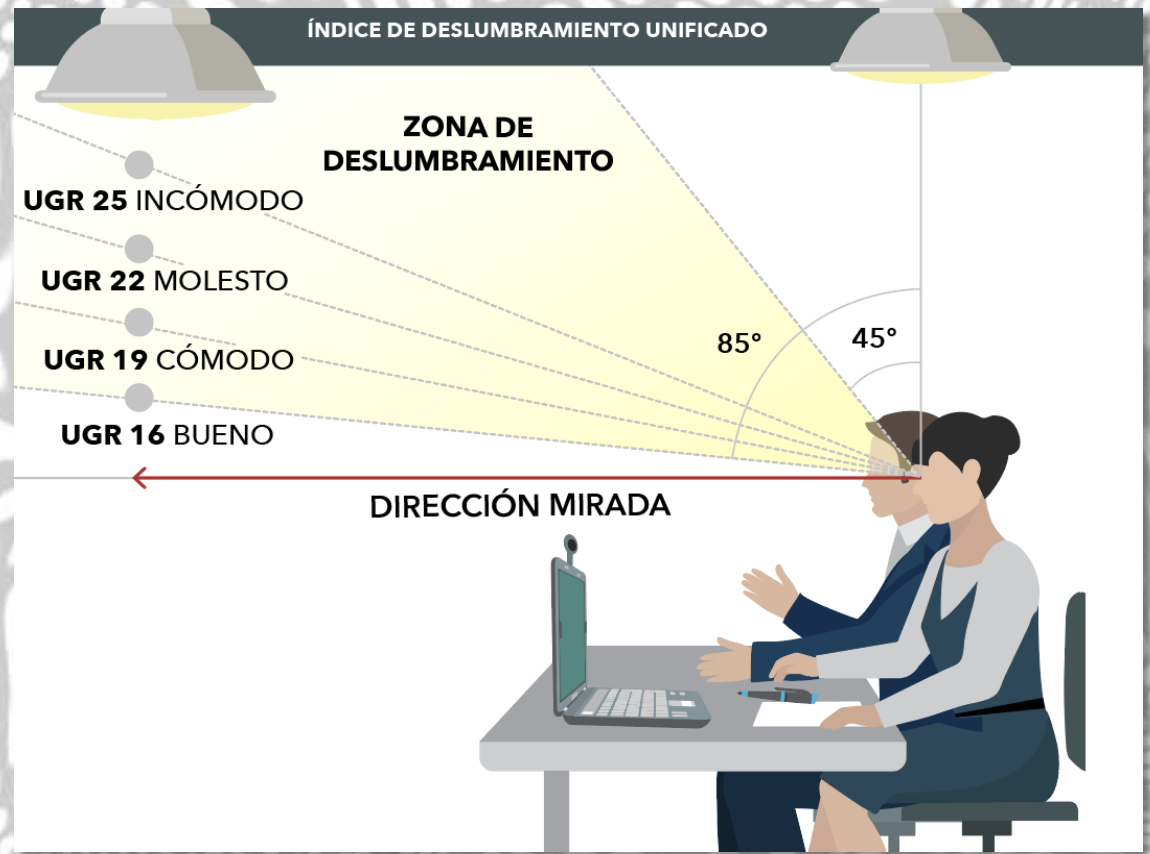 ÍNDICE DE DESLUMBRAMIENTO UNIFICADO
ZONA DE
DESLUMBRAMIENTO
UGR 25 INCÓMODO
UGR 22 MOLESTO
UGR 19 CÓMODO
UGR 16 BUENO
85°
45°
DIRECCIÓN MIRADA